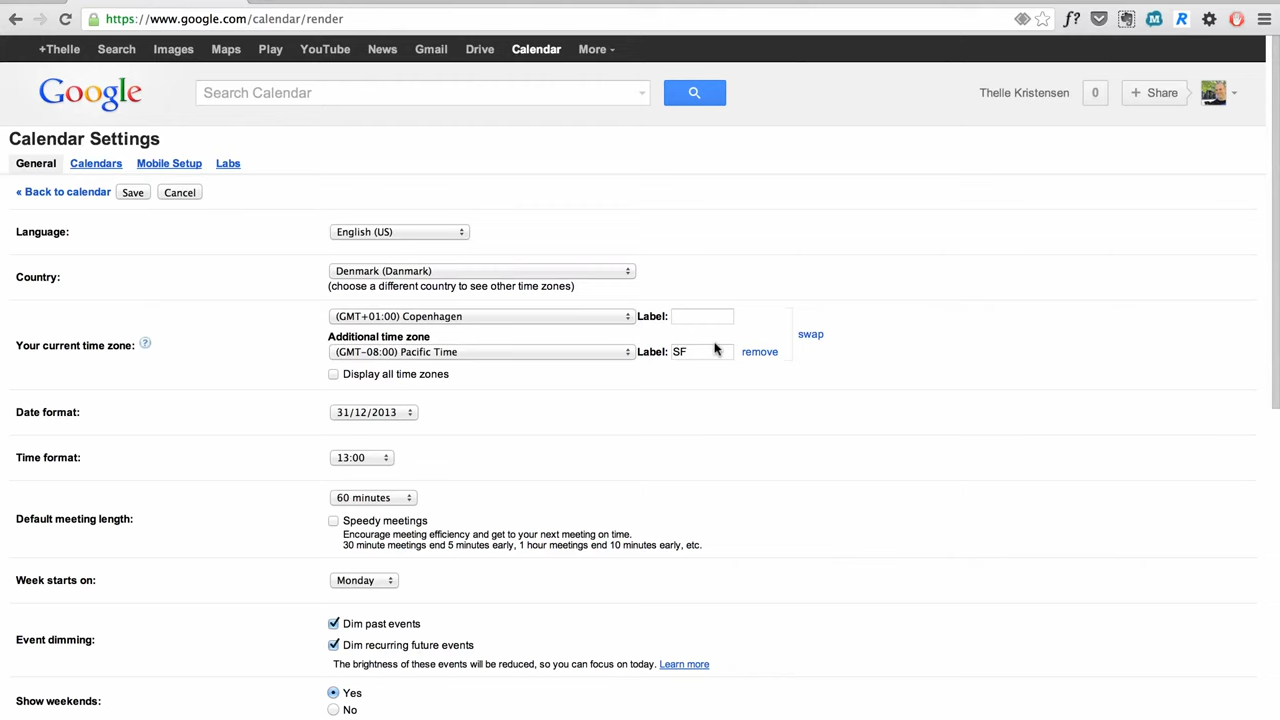 https://www.google.com/calendar/render
f?
M
R
+Thelle Search Images Maps Play YouTube News Gmail Drive Calendar More
Google
Search Calendar
Thelle Kristensen
0
+ Share
Calendar Settings
General Calendars Mobile Setup Labs
« Back to calendar Save Cancel
Language: English (US)
Country: Denmark (Danmark)
(choose a different country to see other time zones)
Your current time zone: ? (GMT+01:00) Copenhagen Label:
Additional time zone
(GMT-08:00) Pacific Time Label: SF remove
swap
Display all time zones
Date format: 31/12/2013
Time format: 13:00
Default meeting length: 60 minutes
Speedy meetings
Encourage meeting efficiency and get to your next meeting on time.
30 minute meetings end 5 minutes early, 1 hour meetings end 10 minutes early, etc.
Week starts on: Monday
Event dimming: Dim past events
Dim recurring future events
The brightness of these events will be reduced, so you can focus on today. Learn more
Show weekends: Yes
No